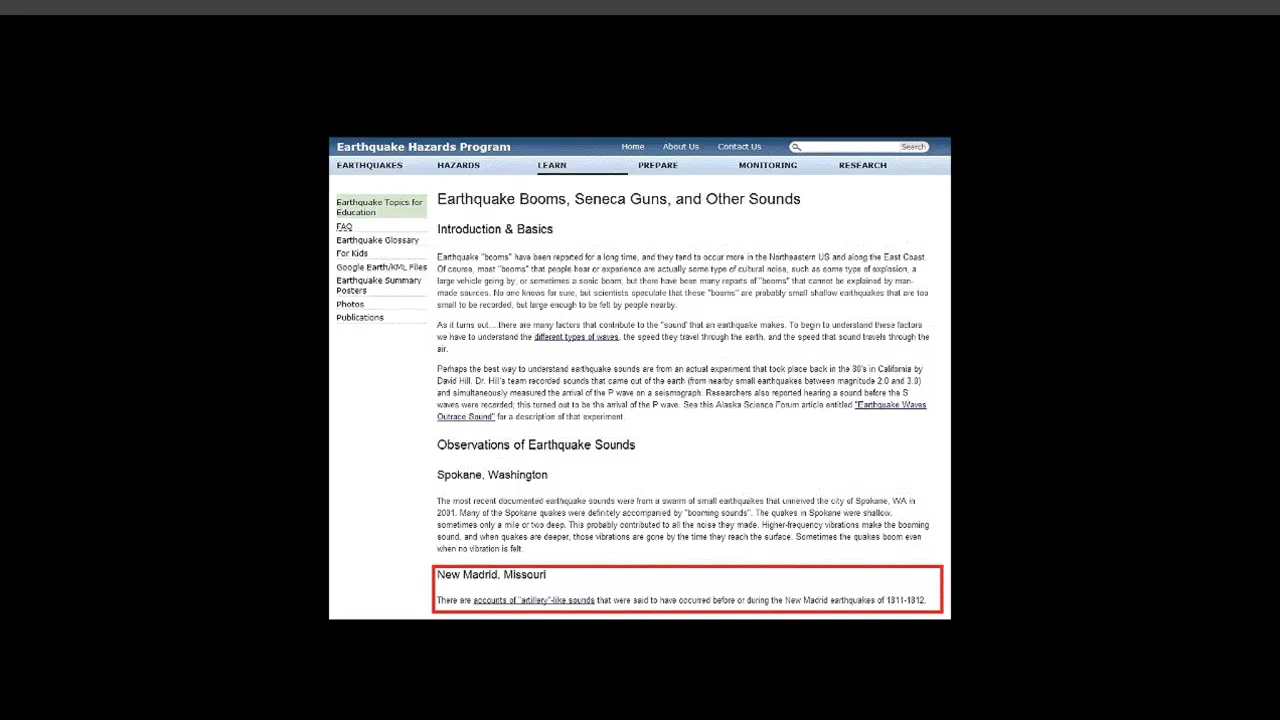 Earthquake Hazards Program
Home About Us Contact Us Search
EARTHQUAKES HAZARDS LEARN PREPARE MONITORING RESEARCH
Earthquake Topics for
Education
FAQ
Earthquake Glossary
For Kids
Google Earth/KML Files
Earthquake Summary
Posters
Photos
Publications
Earthquake Booms, Seneca Guns, and Other Sounds
Introduction & Basics
Earthquake "booms" have been reported for a long time, and they tend to occur more in the Northeastern US and along the East Coast.
Of course, most "booms" that people hear or experience are actually some type of cultural noise, such as some type of explosion, a
large vehicle going by, or sometimes a sonic boom, but there have been many reports of "booms" that cannot be explained by man-
made sources. No one knows for sure, but scientists speculate that these "booms" are probably small shallow earthquakes that are too
small to be recorded, but large enough to be felt by people nearby.
As it turns out....there are many factors that contribute to the "sound' that an earthquake makes. To begin to understand these factors
we have to understand the different types of waves, the speed they travel through the earth, and the speed that sound travels through the
air.
Perhaps the best way to understand earthquake sounds are from an actual experiment that took place back in the 80's in California by
David Hill. Dr. Hill's team recorded sounds that came out of the earth (from nearby small earthquakes between magnitude 2.0 and 3.0)
and simultaneously measured the arrival of the P wave on a seismograph. Researchers also reported hearing a sound before the S
waves were recorded; this turned out to be the arrival of the P wave. See this Alaska Science Forum article entitled "Earthquake Waves
Outrace Sound" for a description of that experiment.
Observations of Earthquake Sounds
Spokane, Washington
The most recent documented earthquake sounds were from a swarm of small earthquakes that unnerved the city of Spokane, WA in
2001. Many of the Spokane quakes were definitely accompanied by "booming sounds". The quakes in Spokane were shallow,
sometimes only a mile or two deep. This probably contributed to all the noise they made. Higher-frequency vibrations make the booming
sound, and when quakes are deeper, those vibrations are gone by the time they reach the surface. Sometimes the quakes boom even
when no vibration is felt.
New Madrid, Missouri
There are accounts of "artillery"-like sounds that were said to have occurred before or during the New Madrid earthquakes of 1811-1812.